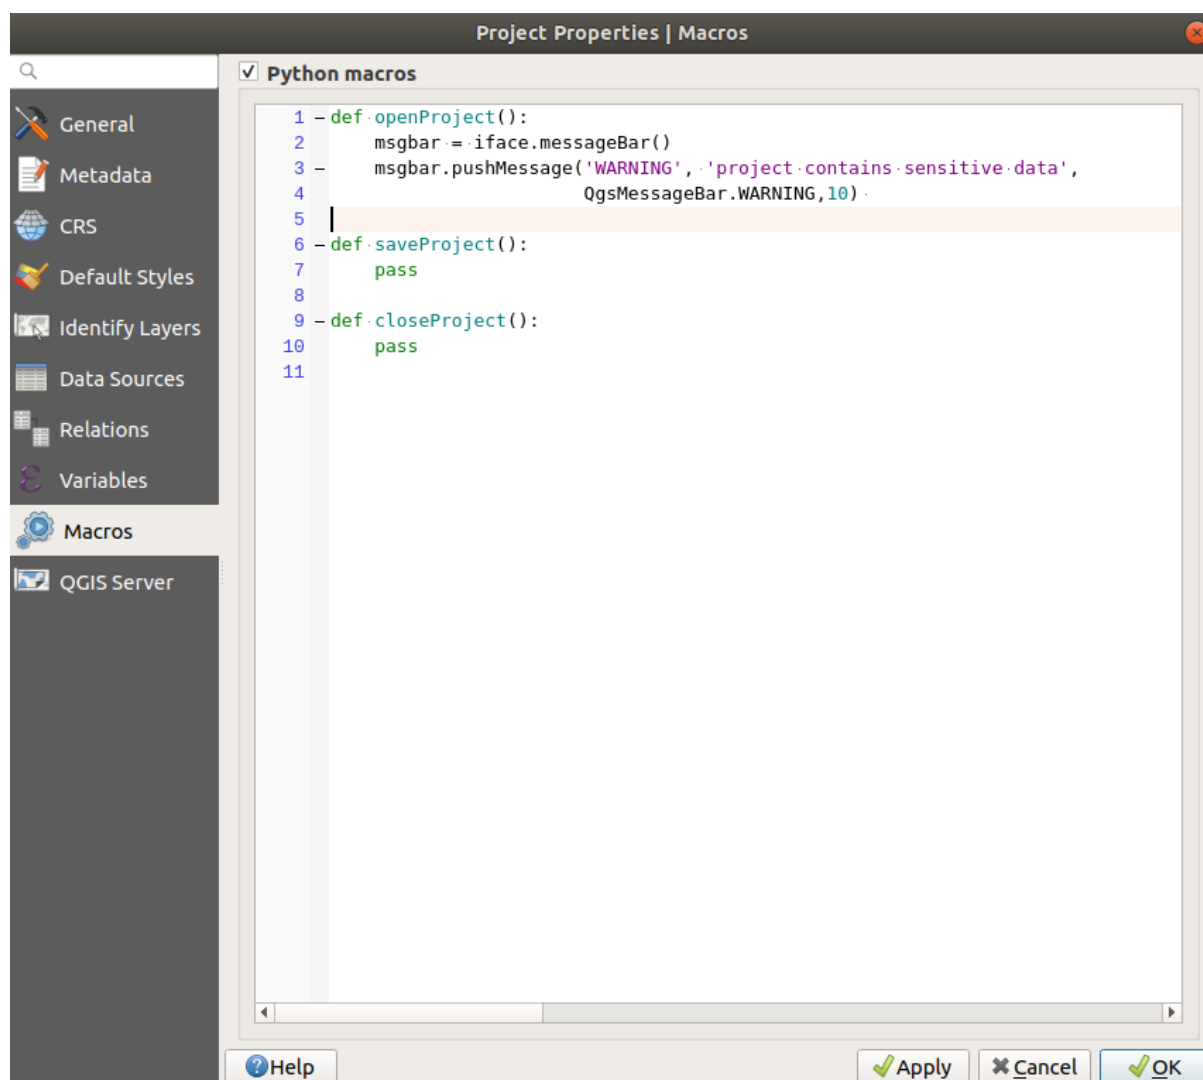 Project Properties | Macros
Python macros
General
Metadata
CRS
Default Styles
Identify Layers
Data Sources
Relations
Variables
Macros
QGIS Server
1 def openProject():
2 msgbar = iface.messageBar()
3 msgbar.pushMessage('WARNING', 'project contains sensitive data',
4 QgsMessageBar.WARNING,10)
5
6 def saveProject():
7 pass
8
9 def closeProject():
10 pass
11
Help
Apply
Cancel
OK